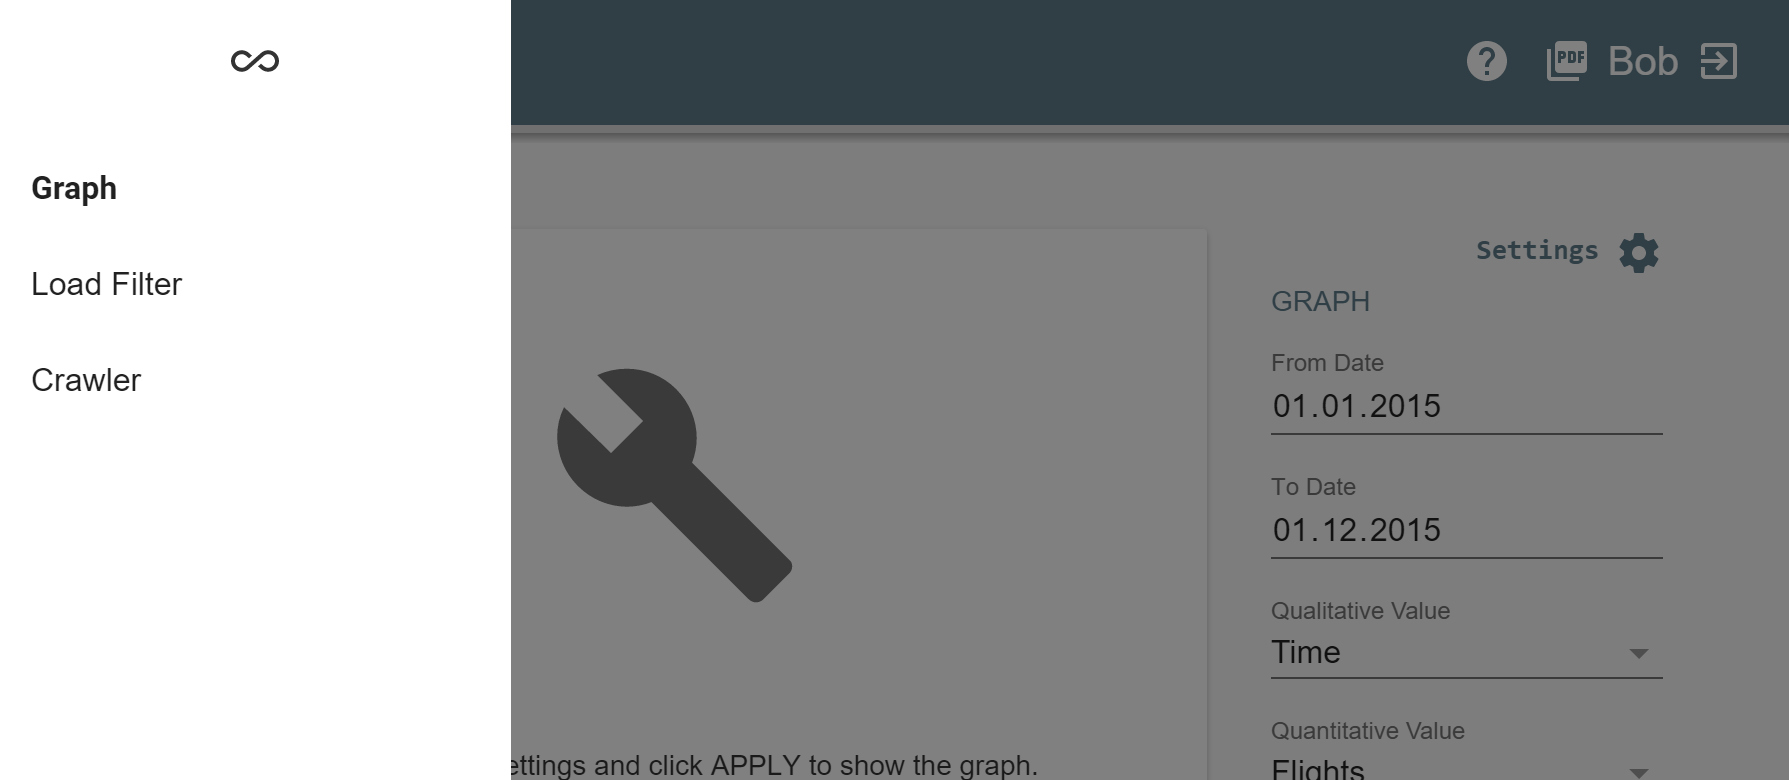 PDF
Bob
Graph
Load Filter
Crawler
Settings
GRAPH
From Date
01.01.2015
To Date
01.12.2015
Qualitative Value
Time
Quantitative Value
Flights
ettings and click APPLY to show the graph.